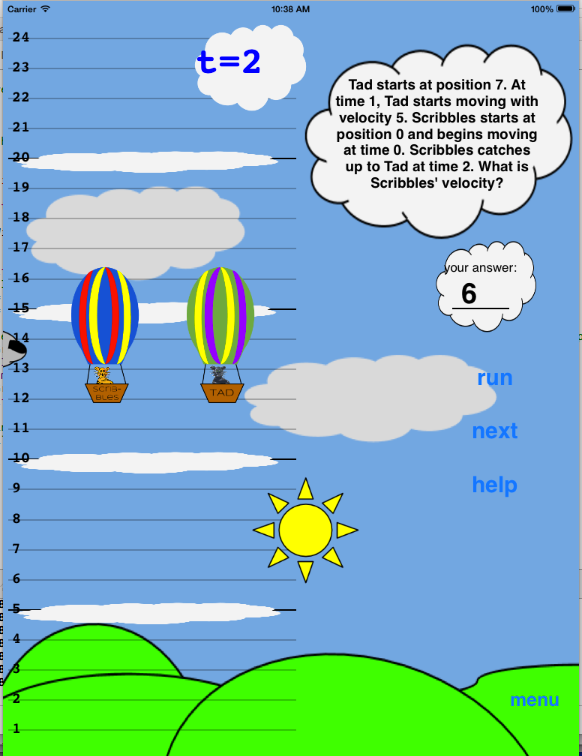 Carrier 10:38 AM 100%
24
t=2
23
22
21
20
19
18
17
16
15
14
13
12
11
10
9
8
7
6
5
4
3
2
1
Tad starts at position 7. At
time 1, Tad starts moving with
velocity 5. Scribbles starts at
position 0 and begins moving
at time 0. Scribbles catches
up to Tad at time 2. What is
Scribbles' velocity?
your answer:
6
SCRIB-
BLES
TAD
run
next
help
menu